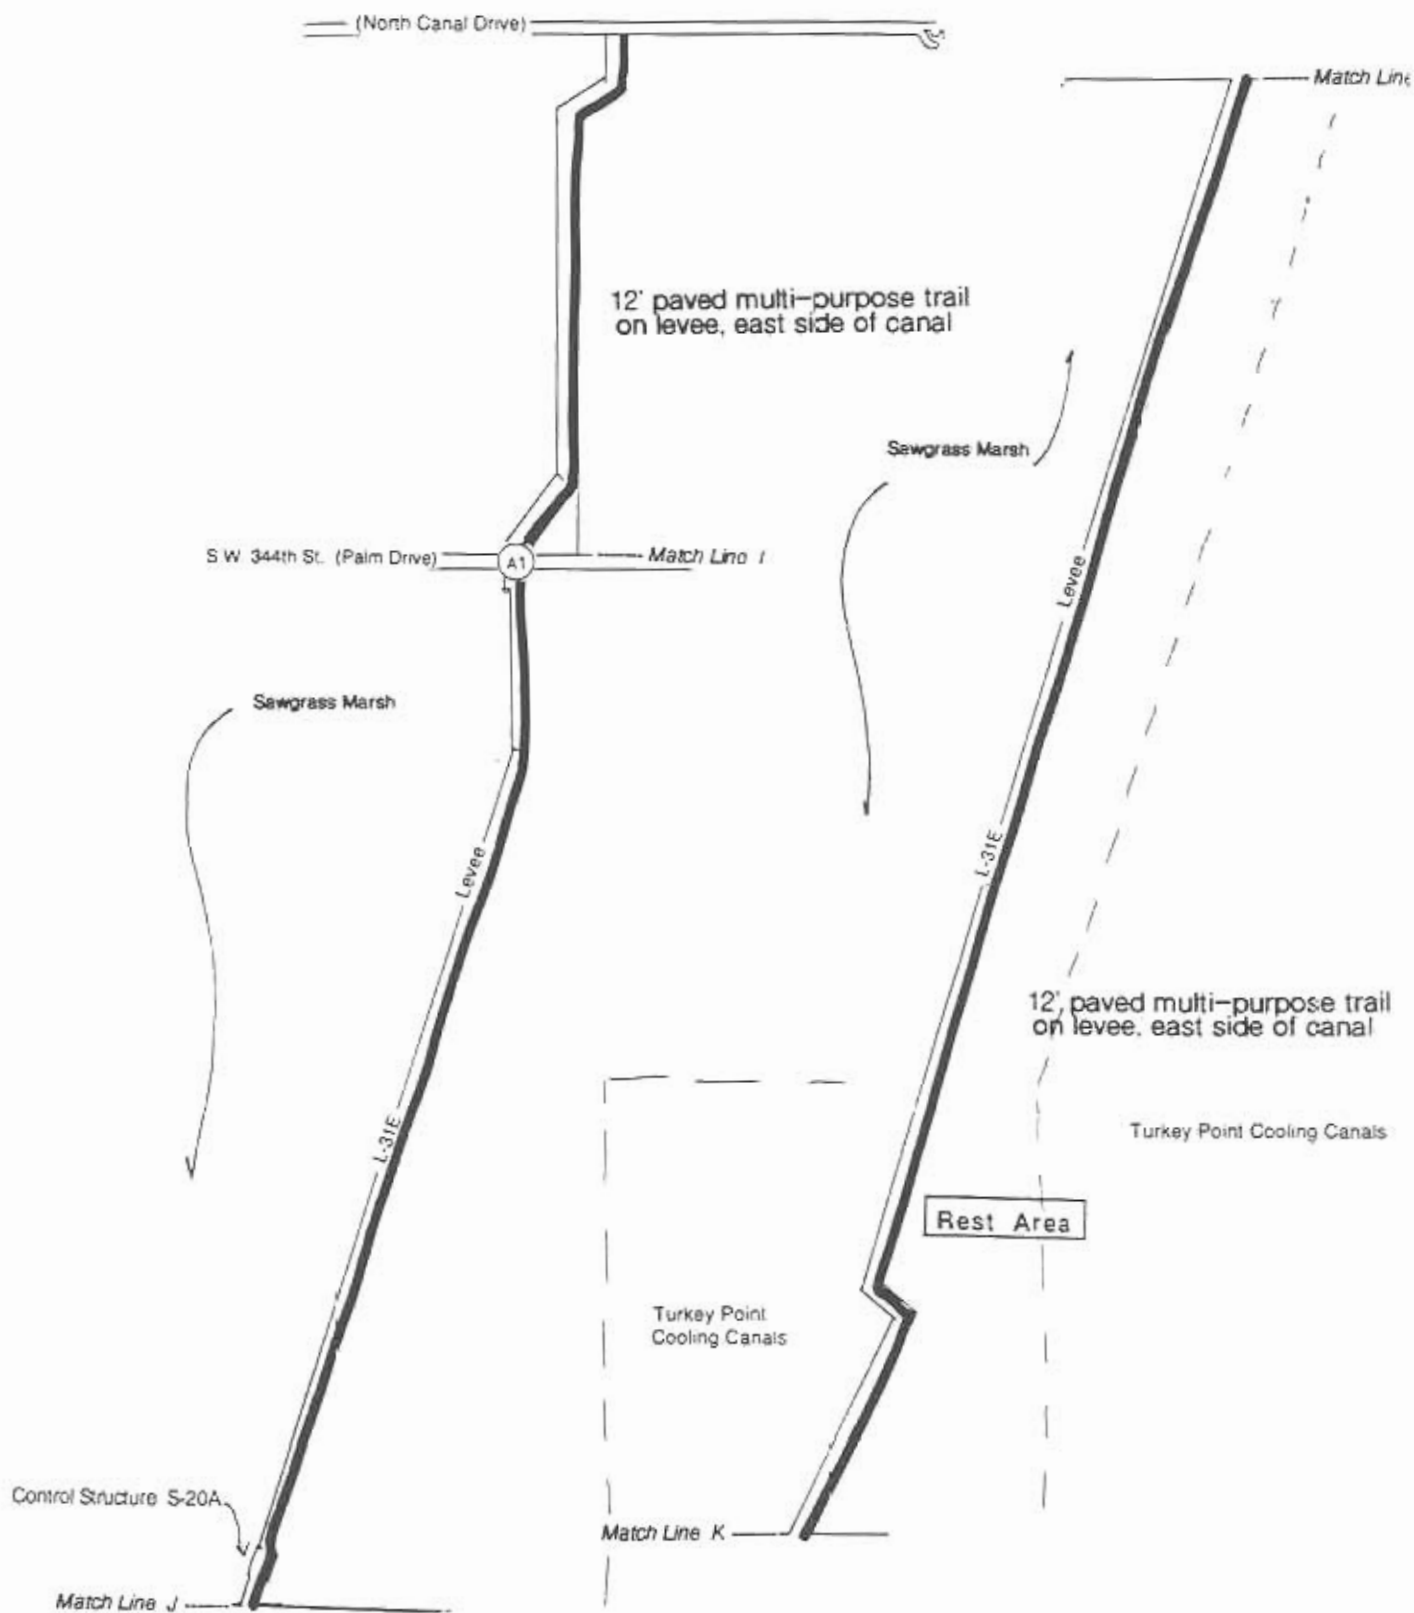 (North Canal Drive)
Match Line
12' paved multi-purpose trail
on levee, east side of canal
Sawgrass Marsh
S.W. 344th St. (Palm Drive)
A1
Match Line I
Levee
Sawgrass Marsh
Levee
L-31E
12' paved multi-purpose trail
on levee, east side of canal
L-31E
Turkey Point Cooling Canals
Rest Area
Turkey Point
Cooling Canals
Control Structure S-20A
Match Line K
Match Line J